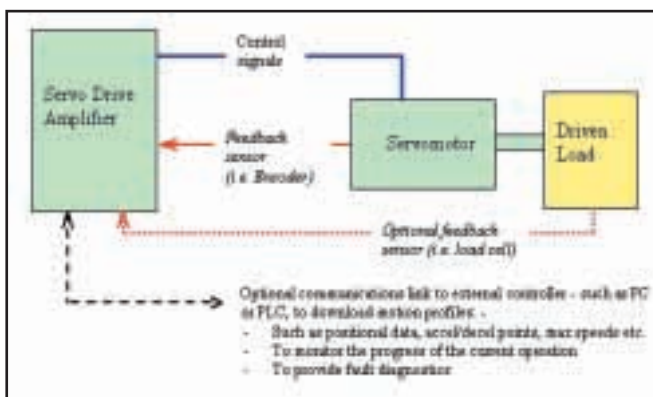 Control
signals
Servo Drive
Amplifier
Feedback
sensor
(i.e. Encoder)
Servomotor
Driven
Load
Optional feedback
sensor (i.e. load cell)
Optional communications link to external controller - such as PC
or PLC, to download motion profiles: -
- Such as positional data, accel/decel points, max speeds etc.
- To monitor the progress of the current operation
- To provide fault diagnostics